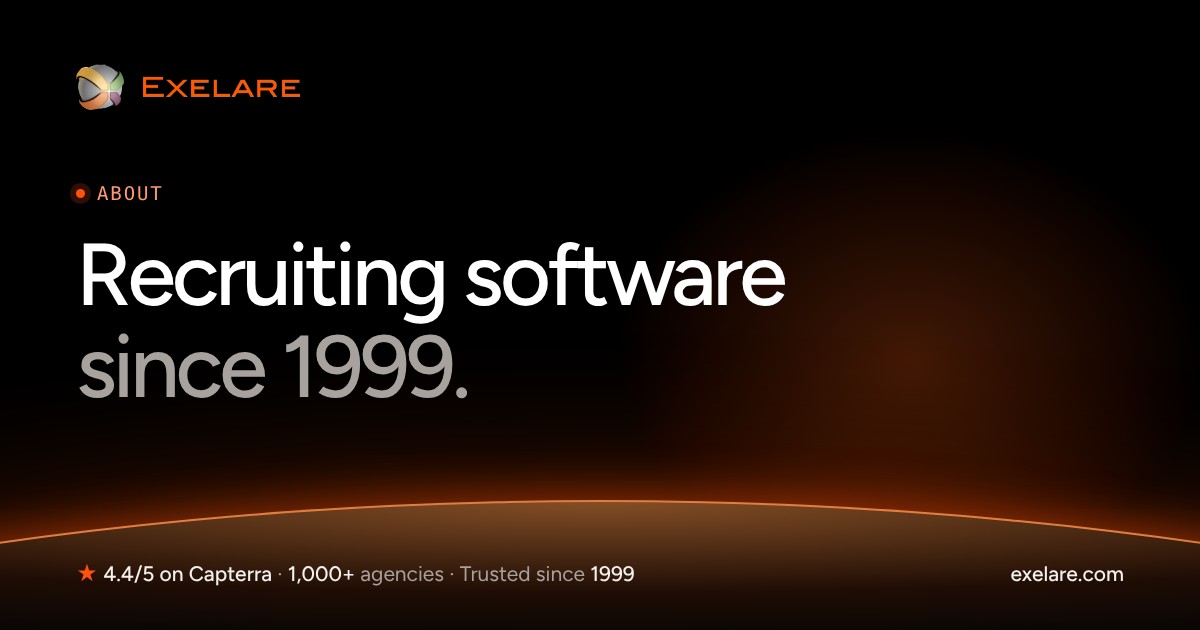 EXELARE
ABOUT
Recruiting software
since 1999.
★ 4.4/5 on Capterra · 1,000+ agencies · Trusted since 1999
exelare.com